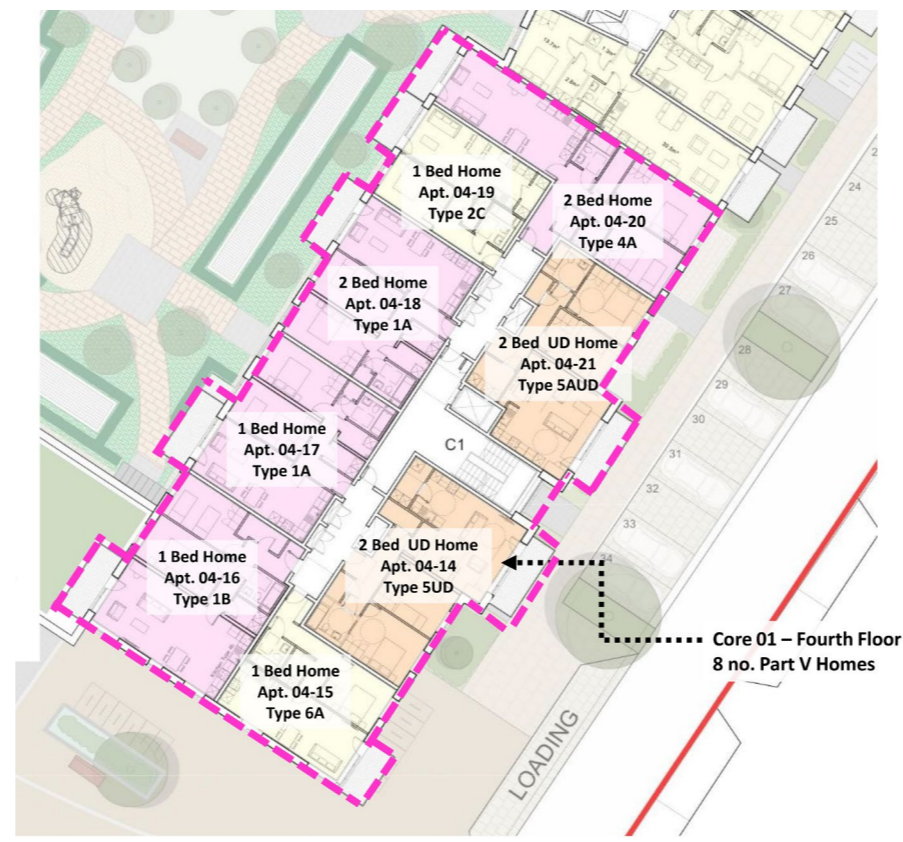 19.7m²
30.6m²
1 Bed Home
Apt. 04-19
Type 2C
2 Bed Home
Apt. 04-20
Type 4A
2 Bed Home
Apt. 04-18
Type 1A
2 Bed UD Home
Apt. 04-21
Type 5AUD
1 Bed Home
Apt. 04-17
Type 1A
C1
2 Bed UD Home
Apt. 04-14
Type 5UD
1 Bed Home
Apt. 04-16
Type 1B
1 Bed Home
Apt. 04-15
Type 6A
24
25
26
27
28
29
30
31
32
33
34
Core 01 – Fourth Floor
8 no. Part V Homes
LOADING